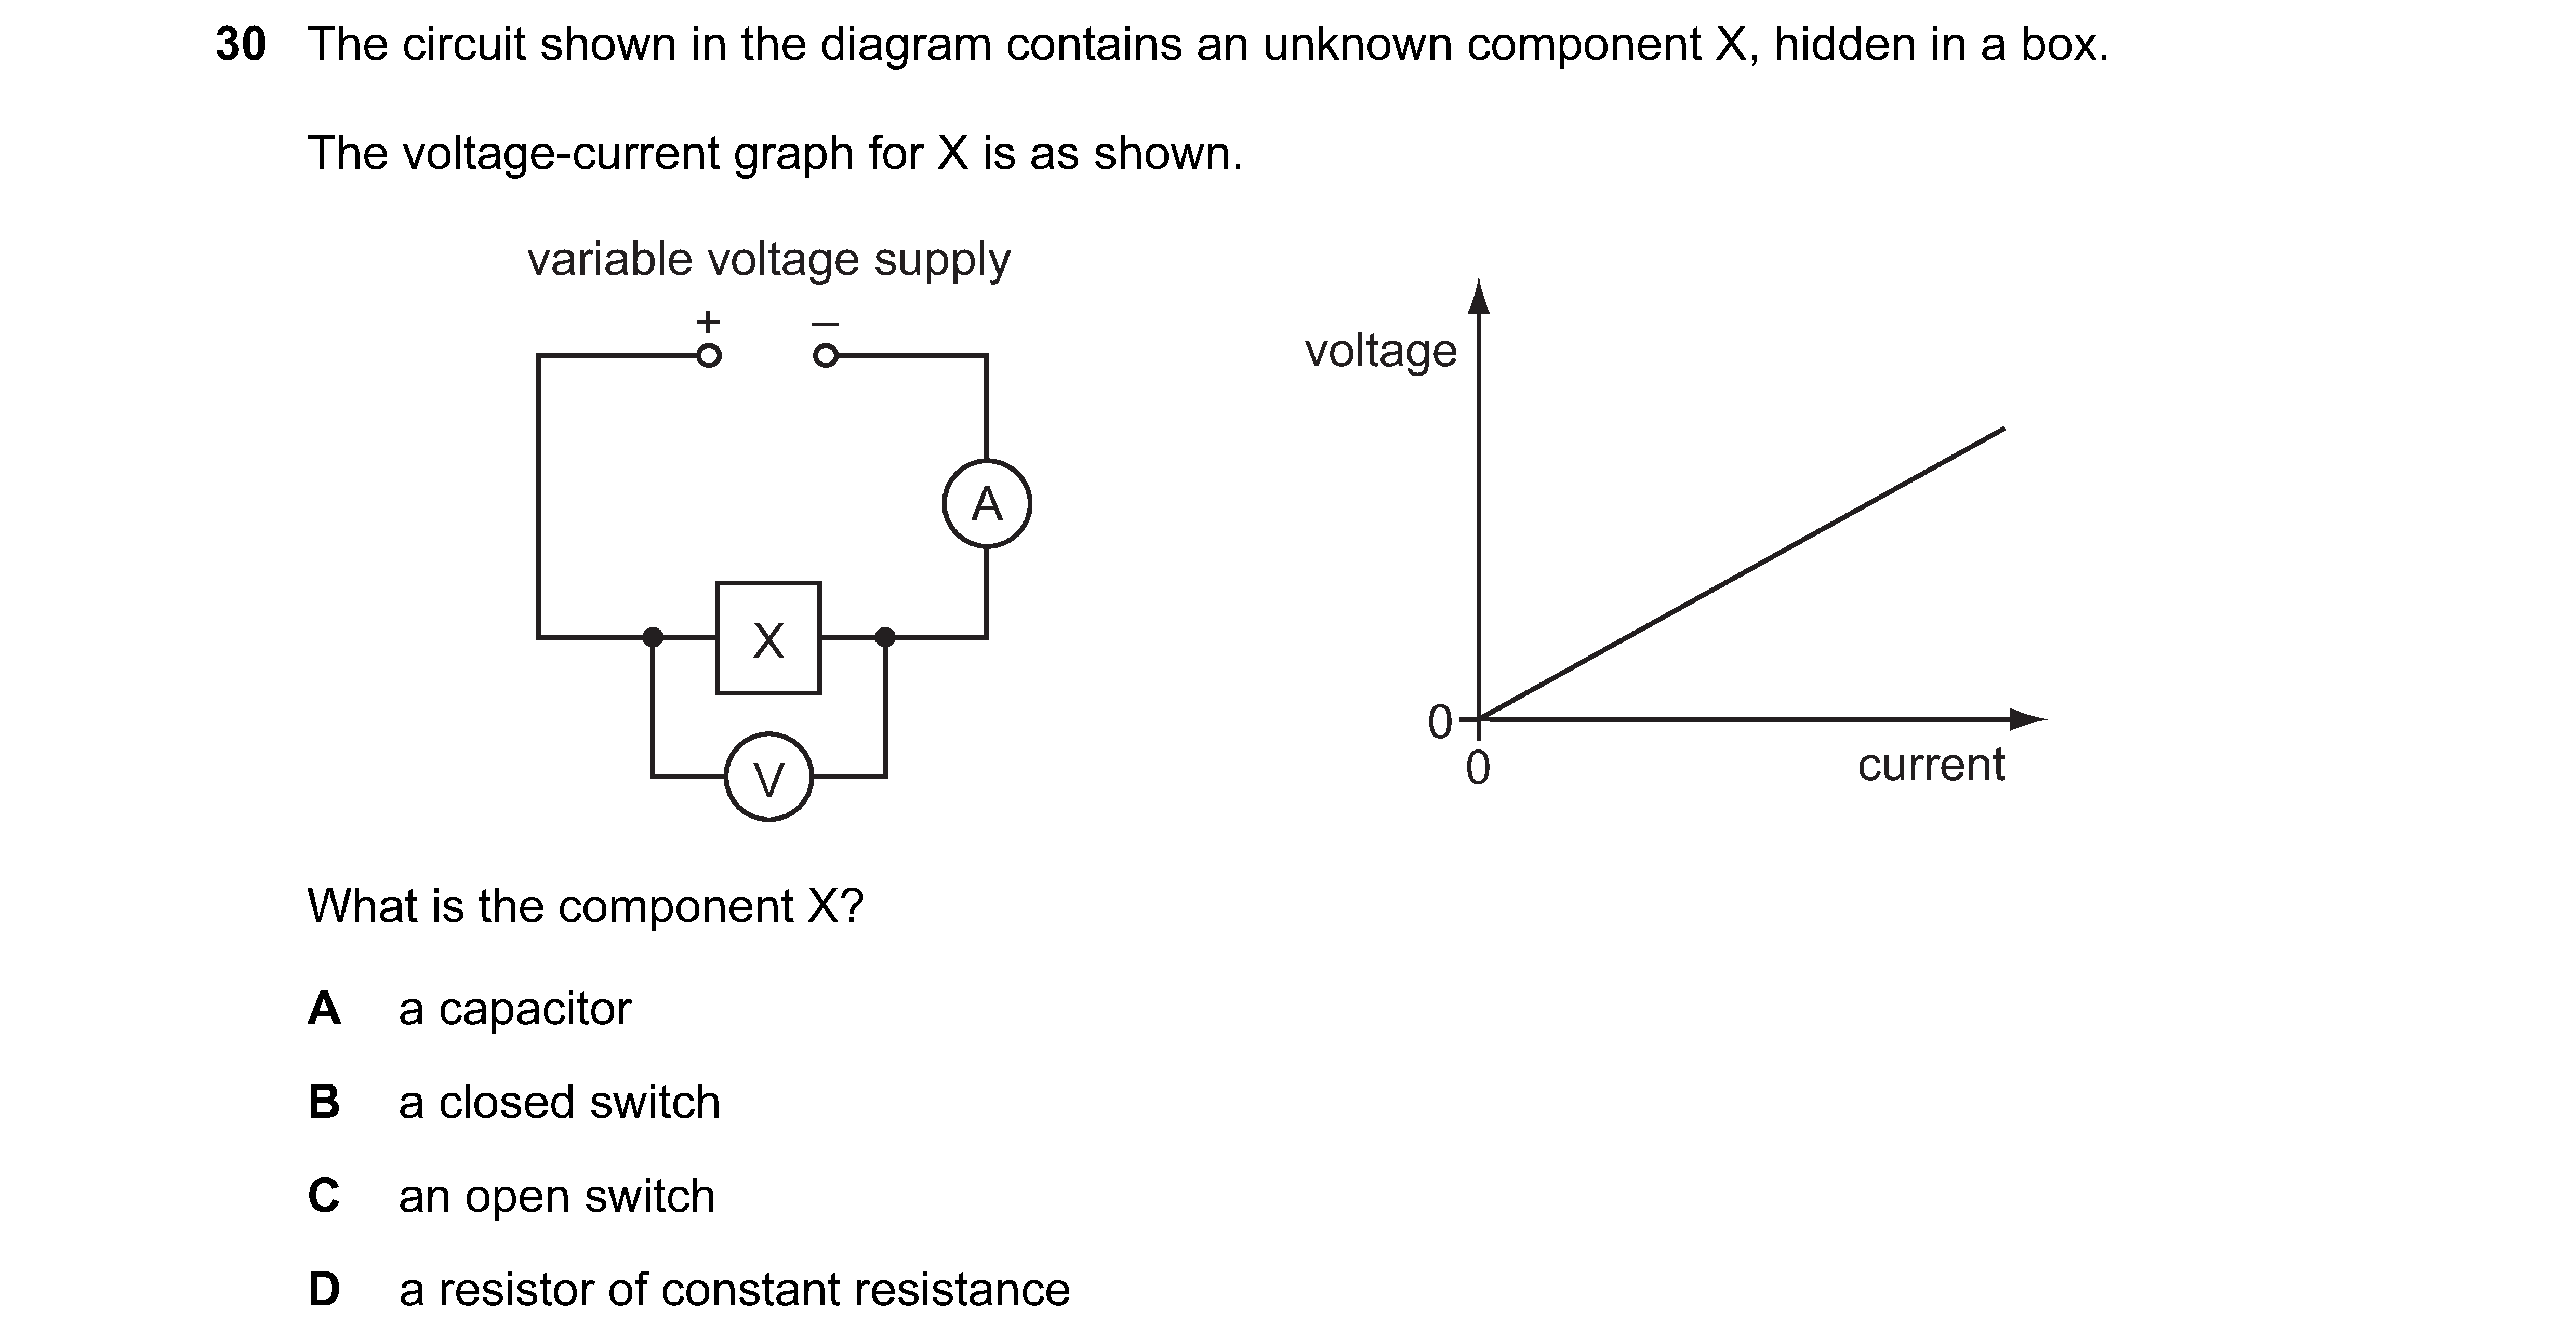 30 The circuit shown in the diagram contains an unknown component X, hidden in a box.
The voltage-current graph for X is as shown.
variable voltage supply
+ –
A
X
V
voltage
0
0
current
What is the component X?
A a capacitor
B a closed switch
C an open switch
D a resistor of constant resistance